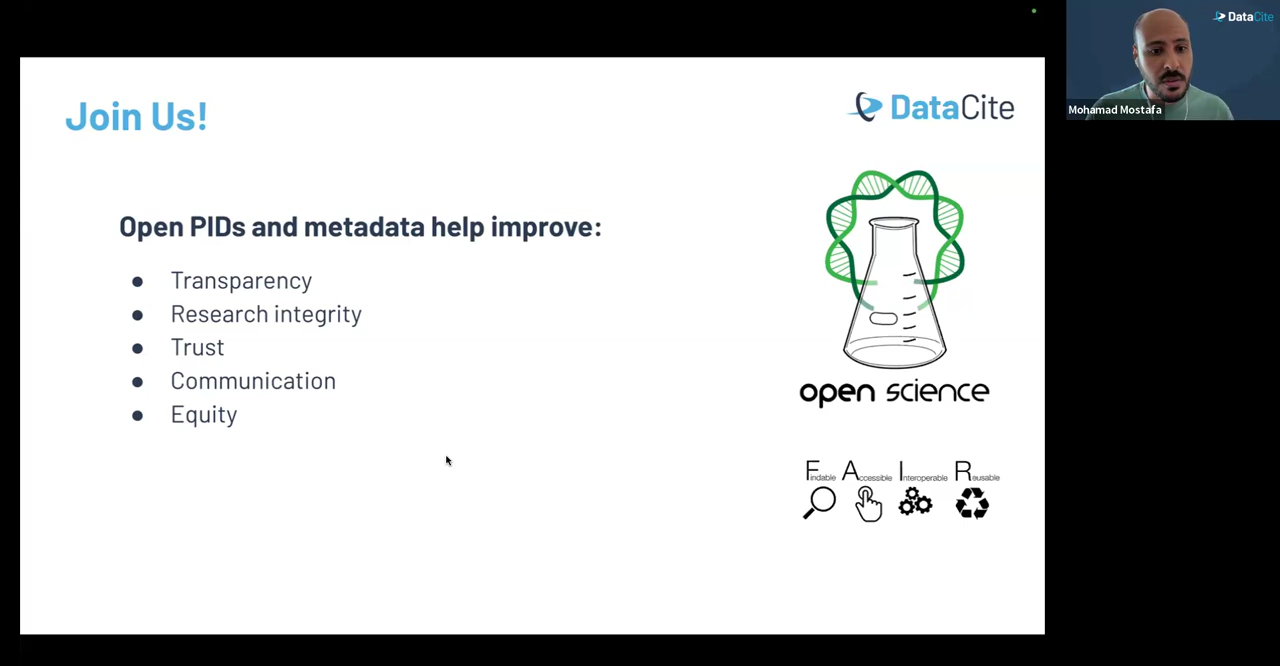 Join Us!
DataCite
Open PIDs and metadata help improve:
● Transparency
● Research integrity
● Trust
● Communication
● Equity
open science
Findable Accessible Interoperable Reusable
DataCite
Mohamad Mostafa